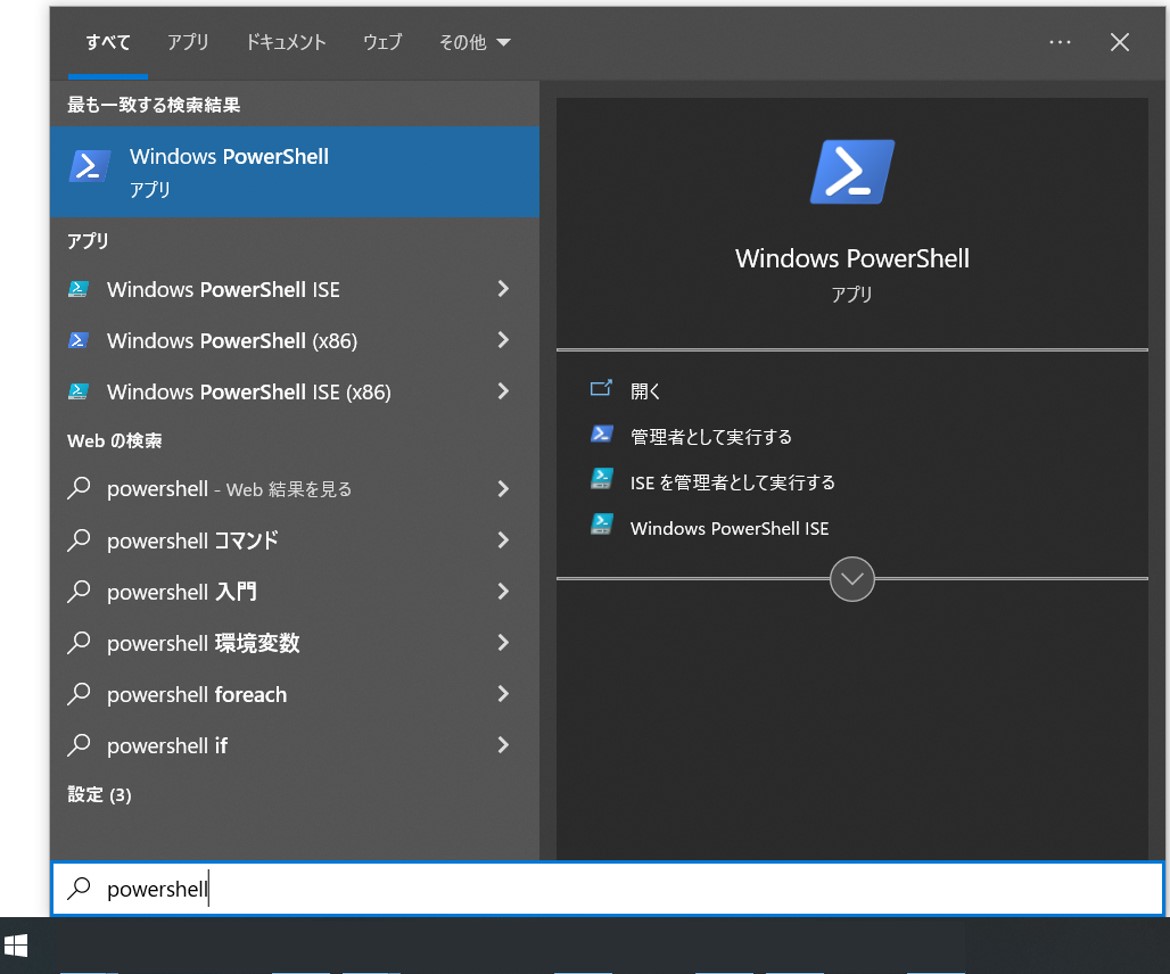 すべて アプリ ドキュメント ウェブ その他
最も一致する検索結果
Windows PowerShell
アプリ
アプリ
Windows PowerShell ISE
Windows PowerShell (x86)
Windows PowerShell ISE (x86)
Web の検索
powershell - Web 結果を見る
powershell コマンド
powershell 入門
powershell 環境変数
powershell foreach
powershell if
設定 (3)
Windows PowerShell
アプリ
開く
管理者として実行する
ISE を管理者として実行する
Windows PowerShell ISE
powershell